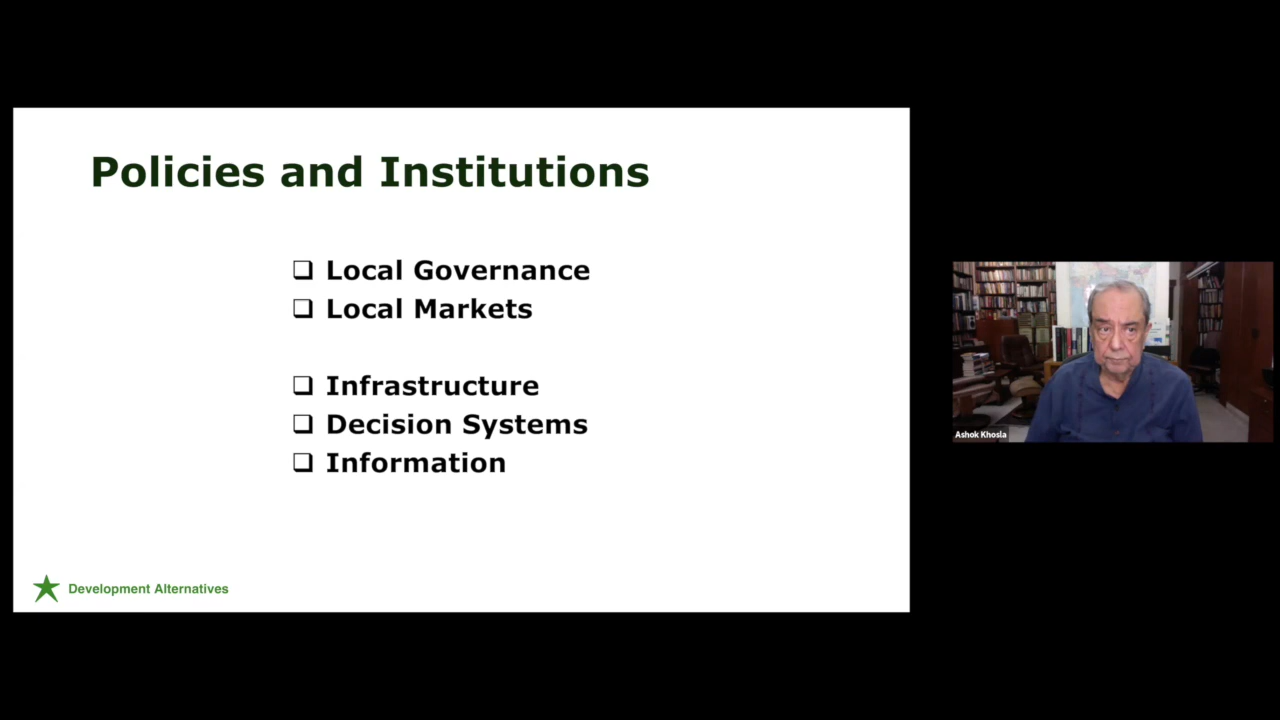 Policies and Institutions
❑ Local Governance
❑ Local Markets
❑ Infrastructure
❑ Decision Systems
❑ Information
Development Alternatives
Ashok Khosla